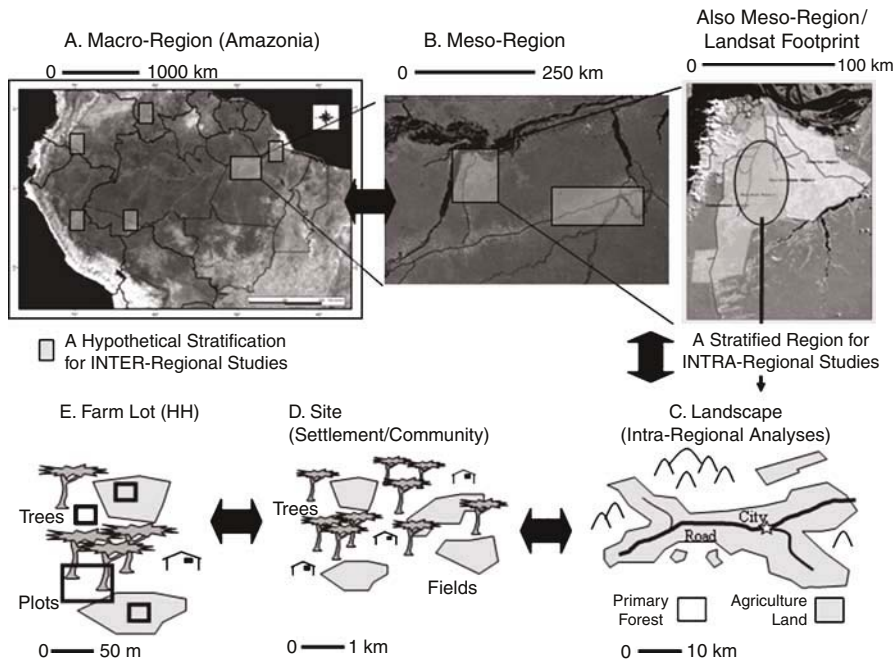 A. Macro-Region (Amazonia)
0 1000 km
B. Meso-Region
0 250 km
Also Meso-Region/
Landsat Footprint
0 100 km
A Hypothetical Stratification
for INTER-Regional Studies
A Stratified Region for
INTRA-Regional Studies
E. Farm Lot (HH)
Trees
Plots
0 50 m
D. Site
(Settlement/Community)
Trees
Fields
0 1 km
C. Landscape
(Intra-Regional Analyses)
City
Road
Primary
Forest
Agriculture
Land
0 10 km